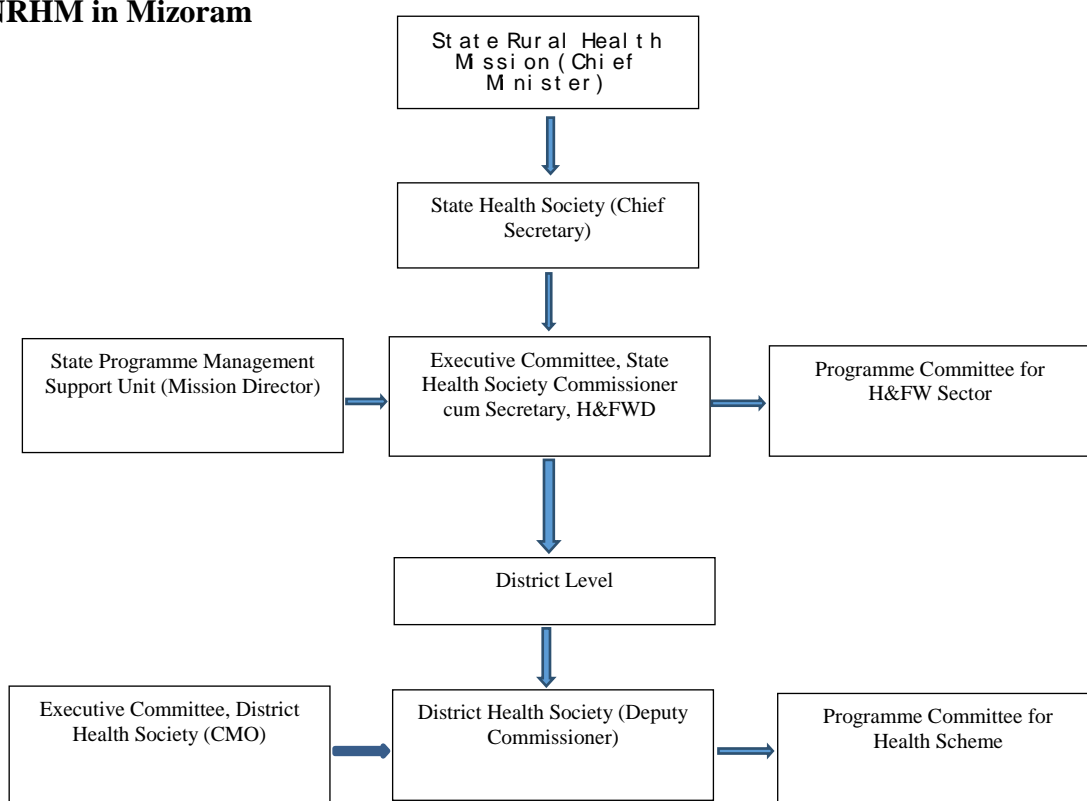 NRHM in Mizoram
State Rural Health
Mission (Chief
Minister)
State Health Society (Chief
Secretary)
State Programme Management
Support Unit (Mission Director)
Executive Committee, State
Health Society Commissioner
cum Secretary, H&FWD
Programme Committee for
H&FW Sector
District Level
Executive Committee, District
Health Society (CMO)
District Health Society (Deputy
Commissioner)
Programme Committee for
Health Scheme